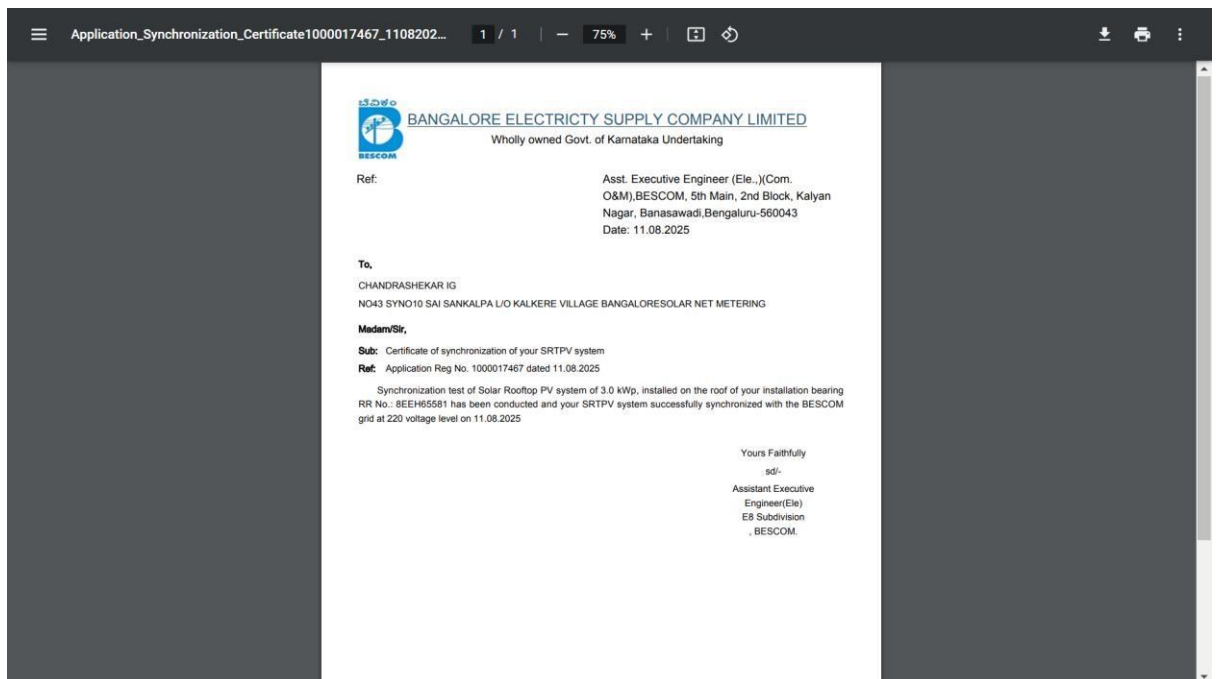 Application_Synchronization_Certificate1000017467_1108202...
1 / 1
75%
ಬೆವಿಕಂ
BESCOM
BANGALORE ELECTRICTY SUPPLY COMPANY LIMITED
Wholly owned Govt. of Karnataka Undertaking
Ref:
Asst. Executive Engineer (Ele.,)(Com.
O&M),BESCOM, 5th Main, 2nd Block, Kalyan
Nagar, Banasawadi,Bengaluru-560043
Date: 11.08.2025
To,
CHANDRASHEKAR IG
NO43 SYNO10 SAI SANKALPA L/O KALKERE VILLAGE BANGALORESOLAR NET METERING
Madam/Sir,
Sub: Certificate of synchronization of your SRTPV system
Ref: Application Reg No. 1000017467 dated 11.08.2025
Synchronization test of Solar Rooftop PV system of 3.0 kWp, installed on the roof of your installation bearing
RR No.: 8EEH65581 has been conducted and your SRTPV system successfully synchronized with the BESCOM
grid at 220 voltage level on 11.08.2025
Yours Faithfully
sd/-
Assistant Executive
Engineer(Ele)
E8 Subdivision
, BESCOM.